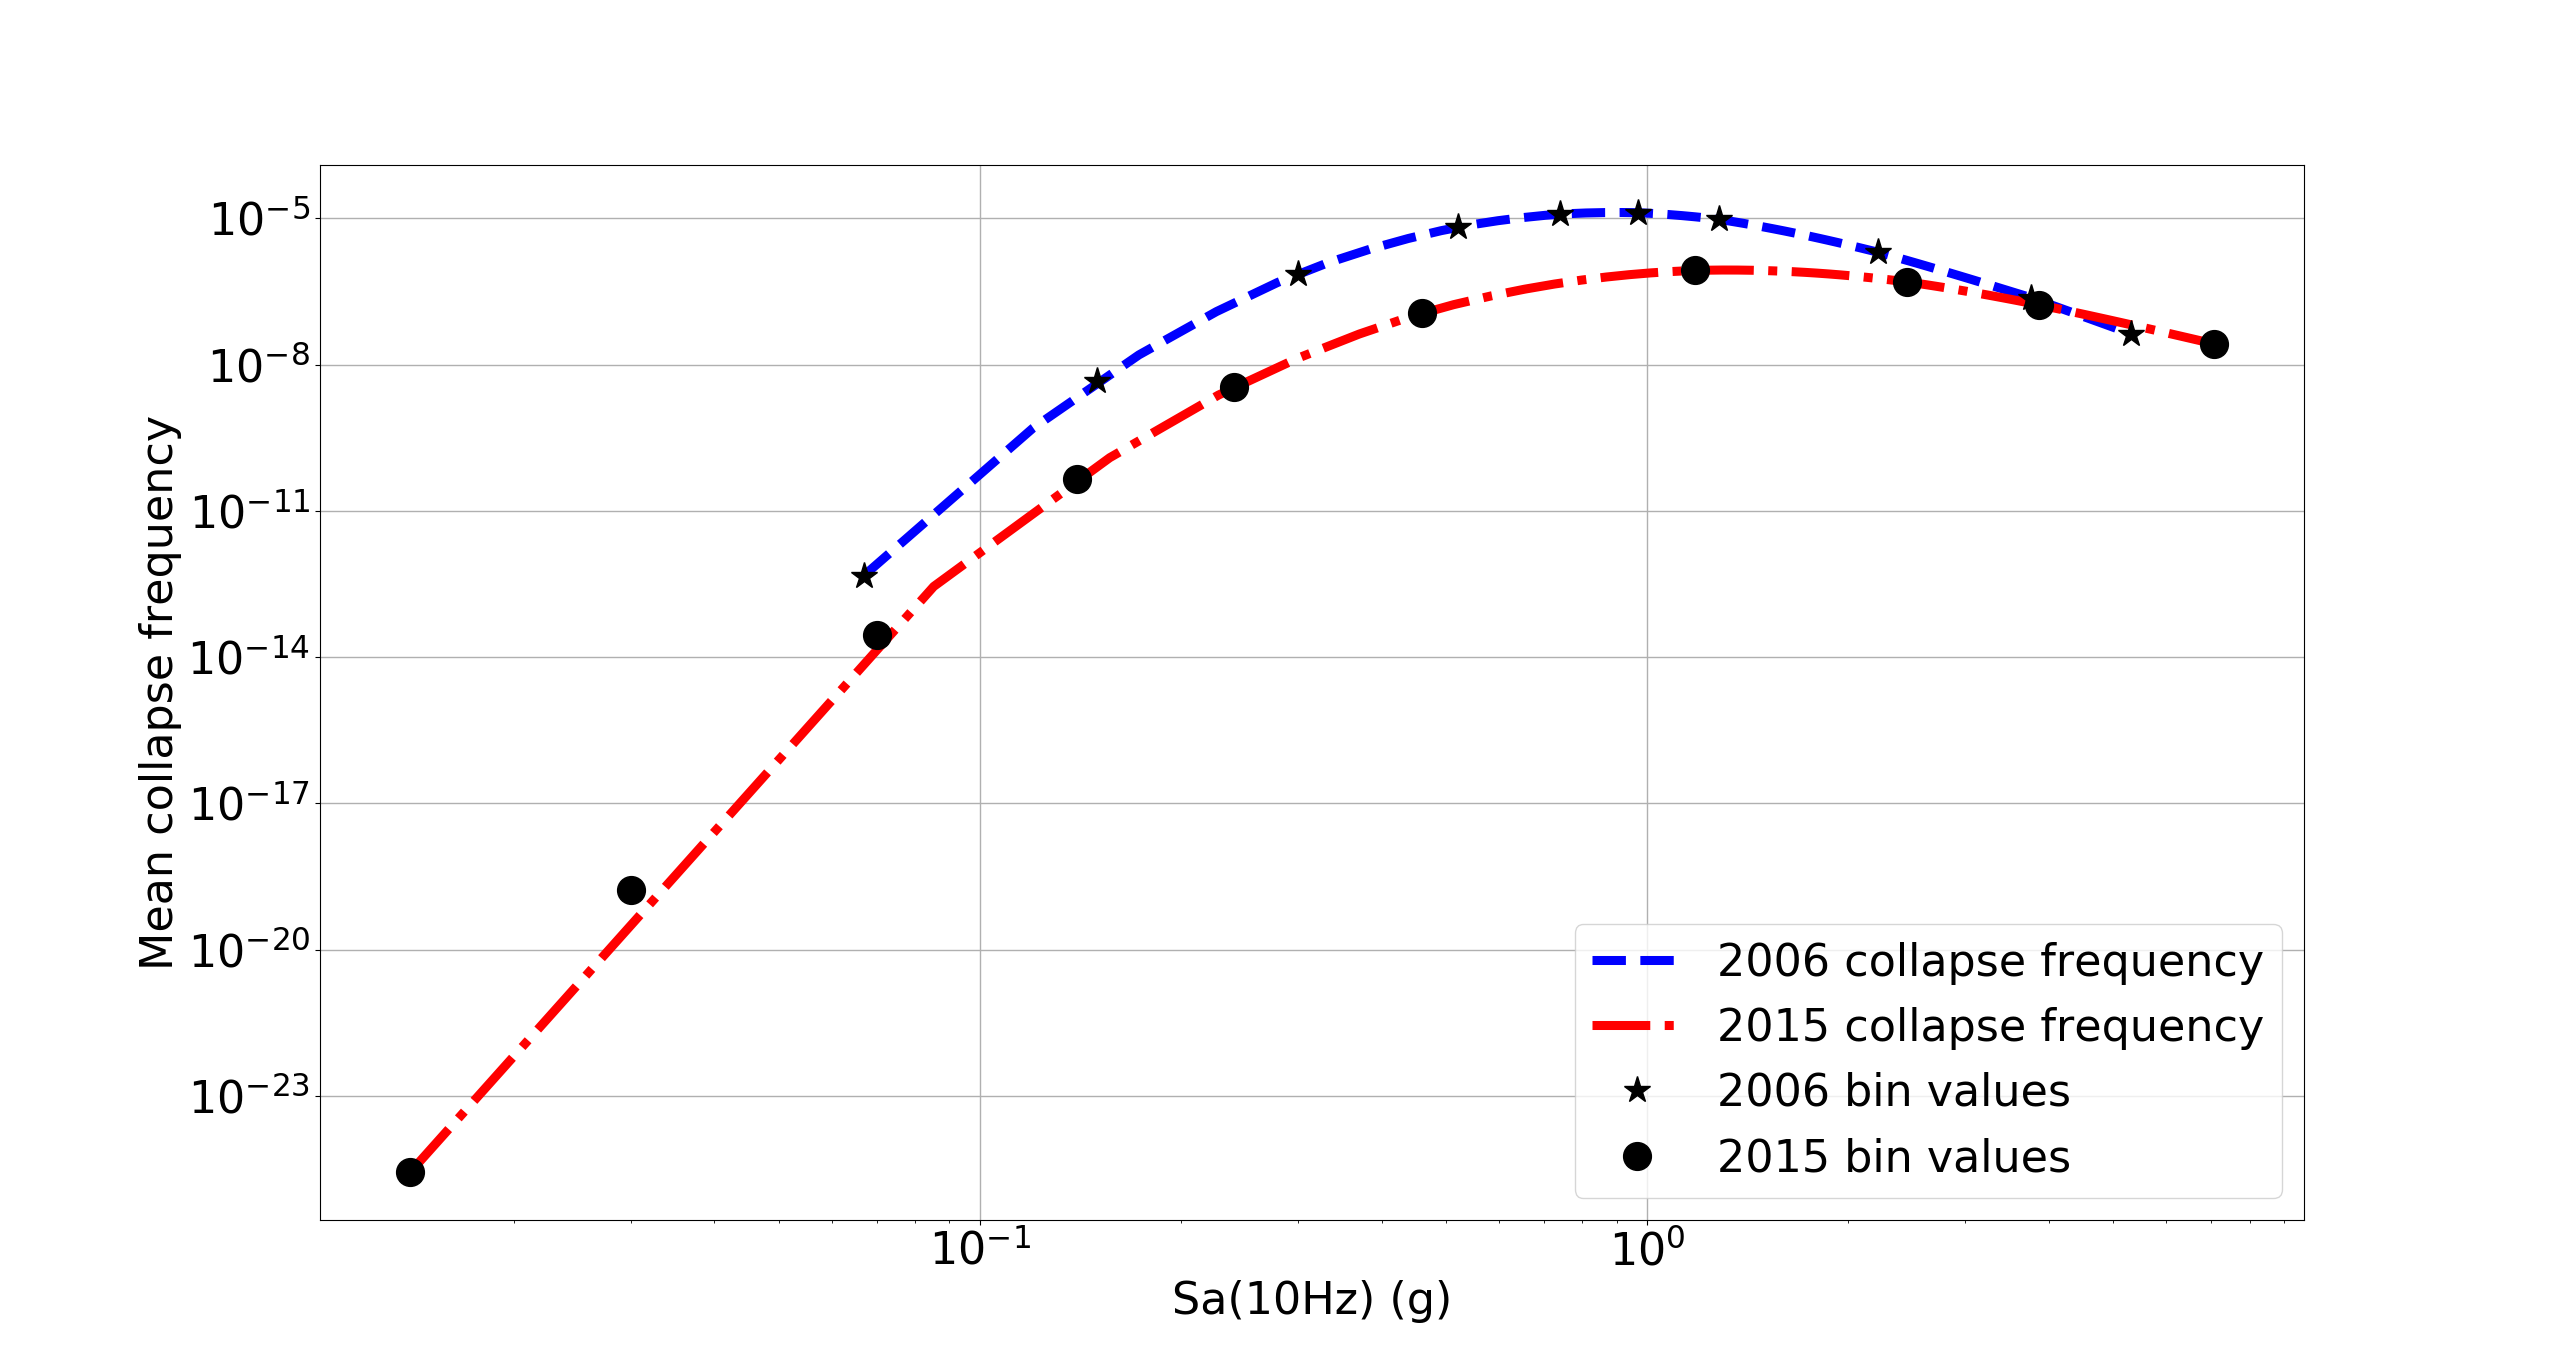 Mean collapse frequency
10⁻⁵
10⁻⁸
10⁻¹¹
10⁻¹⁴
10⁻¹⁷
10⁻²⁰
10⁻²³
2006 collapse frequency
2015 collapse frequency
2006 bin values
2015 bin values
10⁻¹ 10⁰
Sa(10Hz) (g)